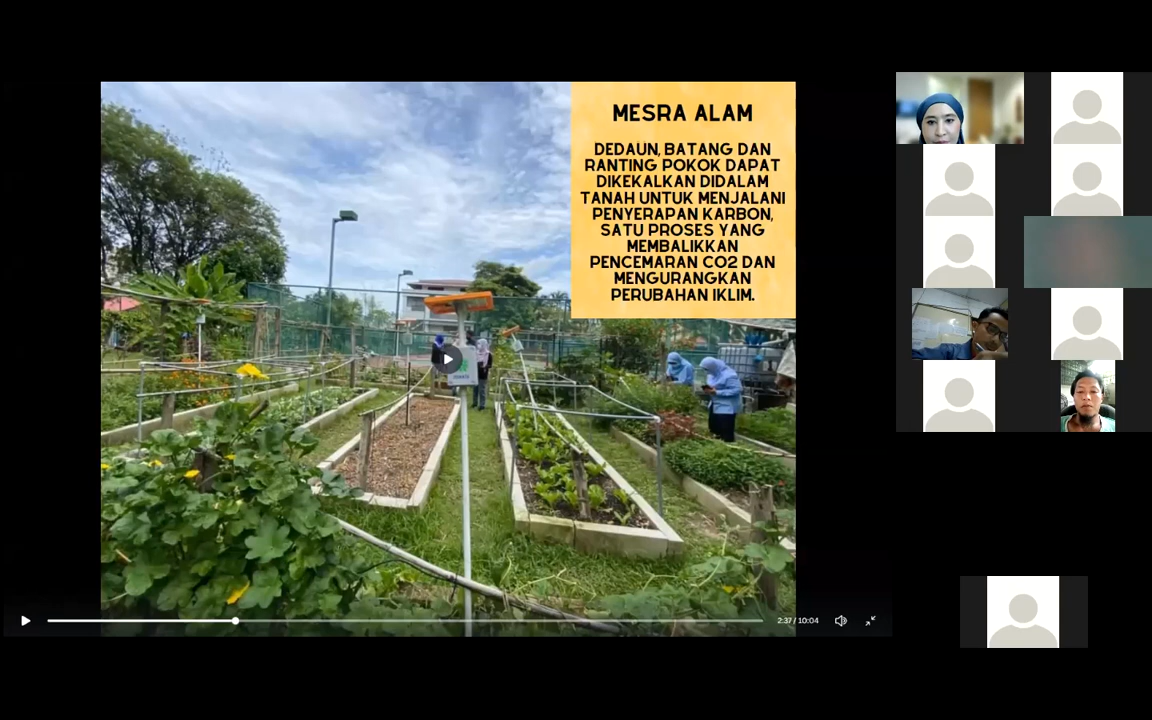 MESRA ALAM
DEDAUN, BATANG DAN
RANTING POKOK DAPAT
DIKEKALKAN DIDALAM
TANAH UNTUK MENJALANI
PENYERAPAN KARBON,
SATU PROSES YANG
MEMBALIKKAN
PENCEMARAN CO2 DAN
MENGURANGKAN
PERUBAHAN IKLIM.
2:37 / 10:04